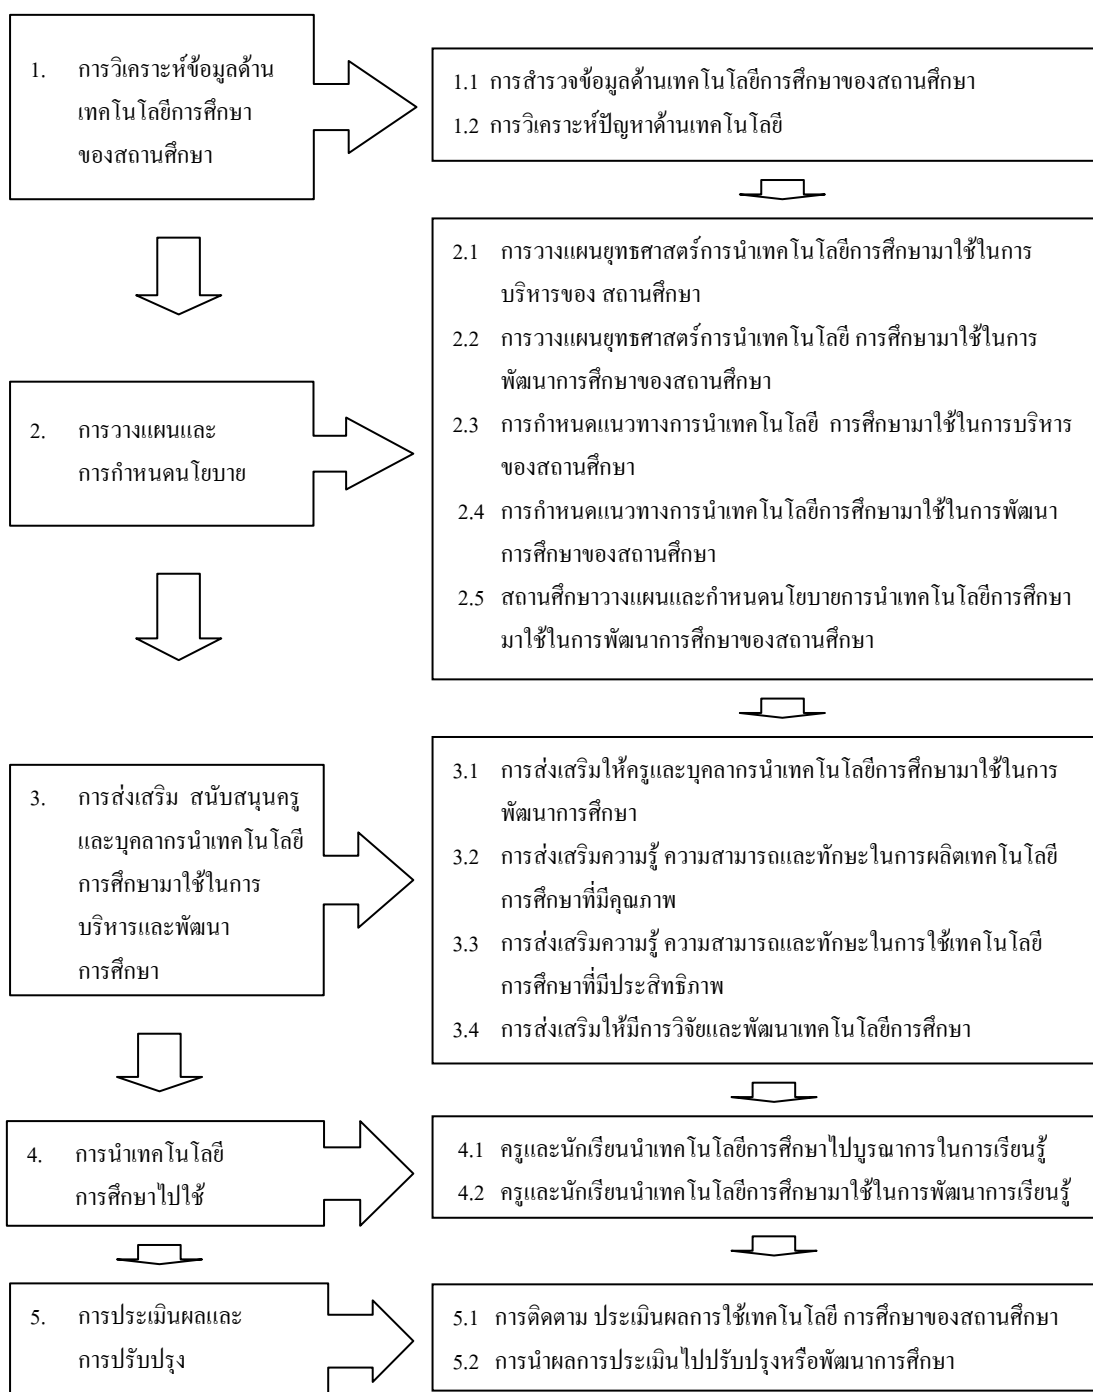 1. การวิเคราะห์ข้อมูลด้าน
เทคโนโลยีการศึกษา
ของสถานศึกษา
1.1 การสำรวจข้อมูลด้านเทคโนโลยีการศึกษาของสถานศึกษา
1.2 การวิเคราะห์ปัญหาด้านเทคโนโลยี
2. การวางแผนและ
การกำหนดนโยบาย
2.1 การวางแผนยุทธศาสตร์การนำเทคโนโลยีการศึกษามาใช้ในการ
บริหารของ สถานศึกษา
2.2 การวางแผนยุทธศาสตร์การนำเทคโนโลยี การศึกษามาใช้ในการ
พัฒนาการศึกษาของสถานศึกษา
2.3 การกำหนดแนวทางการนำเทคโนโลยี การศึกษามาใช้ในการบริหาร
ของสถานศึกษา
2.4 การกำหนดแนวทางการนำเทคโนโลยีการศึกษามาใช้ในการพัฒนา
การศึกษาของสถานศึกษา
2.5 สถานศึกษาวางแผนและกำหนดนโยบายการนำเทคโนโลยีการศึกษา
มาใช้ในการพัฒนาการศึกษาของสถานศึกษา
3. การส่งเสริม สนับสนุนครู
และบุคลากรนำเทคโนโลยี
การศึกษามาใช้ในการ
บริหารและพัฒนา
การศึกษา
3.1 การส่งเสริมให้ครูและบุคลากรนำเทคโนโลยีการศึกษามาใช้ในการ
พัฒนาการศึกษา
3.2 การส่งเสริมความรู้ ความสามารถและทักษะในการผลิตเทคโนโลยี
การศึกษาที่มีคุณภาพ
3.3 การส่งเสริมความรู้ ความสามารถและทักษะในการใช้เทคโนโลยี
การศึกษาที่มีประสิทธิภาพ
3.4 การส่งเสริมให้มีการวิจัยและพัฒนาเทคโนโลยีการศึกษา
4. การนำเทคโนโลยี
การศึกษาไปใช้
4.1 ครูและนักเรียนนำเทคโนโลยีการศึกษาไปบูรณาการในการเรียนรู้
4.2 ครูและนักเรียนนำเทคโนโลยีการศึกษามาใช้ในการพัฒนาการเรียนรู้
5. การประเมินผลและ
การปรับปรุง
5.1 การติดตาม ประเมินผลการใช้เทคโนโลยี การศึกษาของสถานศึกษา
5.2 การนำผลการประเมินไปปรับปรุงหรือพัฒนาการศึกษา